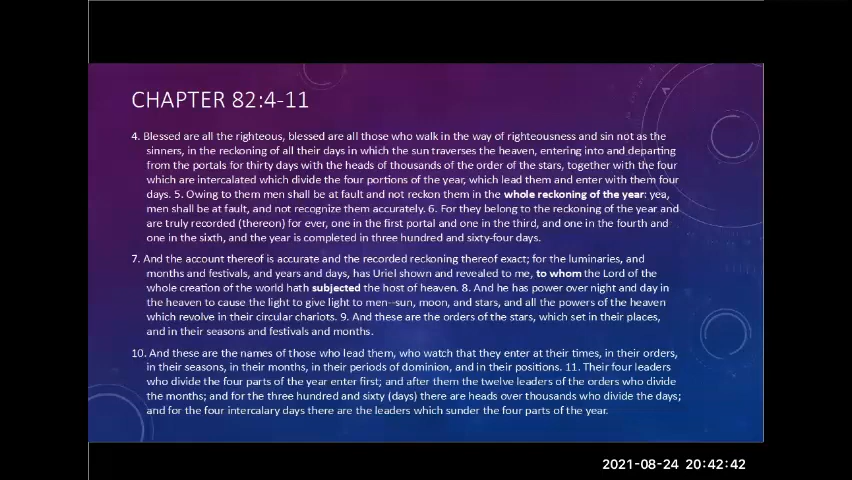 CHAPTER 82:4-11
4. Blessed are all the righteous, blessed are all those who walk in the way of righteousness and sin not as the
sinners, in the reckoning of all their days in which the sun traverses the heaven, entering into and departing
from the portals for thirty days with the heads of thousands of the order of the stars, together with the four
which are intercalated which divide the four portions of the year, which lead them and enter with them four
days. 5. Owing to them men shall be at fault and not reckon them in the whole reckoning of the year: yea,
men shall be at fault, and not recognize them accurately. 6. For they belong to the reckoning of the year and
are truly recorded (thereon) for ever, one in the first portal and one in the third, and one in the fourth and
one in the sixth, and the year is completed in three hundred and sixty-four days.
7. And the account thereof is accurate and the recorded reckoning thereof exact; for the luminaries, and
months and festivals, and years and days, has Uriel shown and revealed to me, to whom the Lord of the
whole creation of the world hath subjected the host of heaven. 8. And he has power over night and day in
the heaven to cause the light to give light to men--sun, moon, and stars, and all the powers of the heaven
which revolve in their circular chariots. 9. And these are the orders of the stars, which set in their places,
and in their seasons and festivals and months.
10. And these are the names of those who lead them, who watch that they enter at their times, in their orders,
in their seasons, in their months, in their periods of dominion, and in their positions. 11. Their four leaders
who divide the four parts of the year enter first; and after them the twelve leaders of the orders who divide
the months; and for the three hundred and sixty (days) there are heads over thousands who divide the days;
and for the four intercalary days there are the leaders which sunder the four parts of the year.
2021-08-24 20:42:42